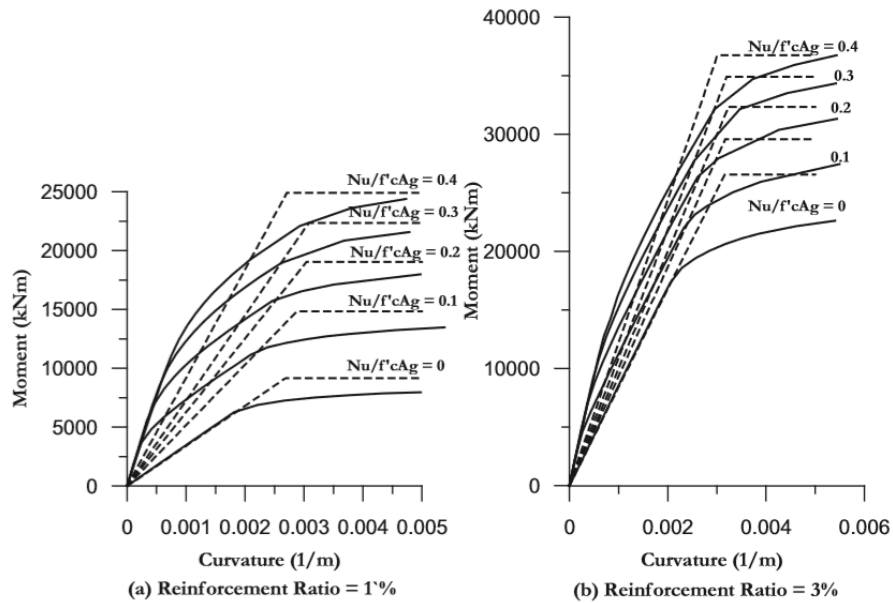 40000
Nu/f'cAg = 0.4
0.3
30000
0.2
25000
Nu/f'cAg = 0.4
0.1
Nu/f'cAg = 0.3
20000
Nu/f'cAg = 0.2
Nu/f'cAg = 0
20000
15000
Nu/f'cAg = 0.1
10000
Nu/f'cAg = 0
10000
5000
0
0
Moment (kNm)
Moment (kNm)
0 0.001 0.002 0.003 0.004 0.005
0 0.002 0.004 0.006
Curvature (1/m)
Curvature (1/m)
(a) Reinforcement Ratio = 1`%
(b) Reinforcement Ratio = 3%